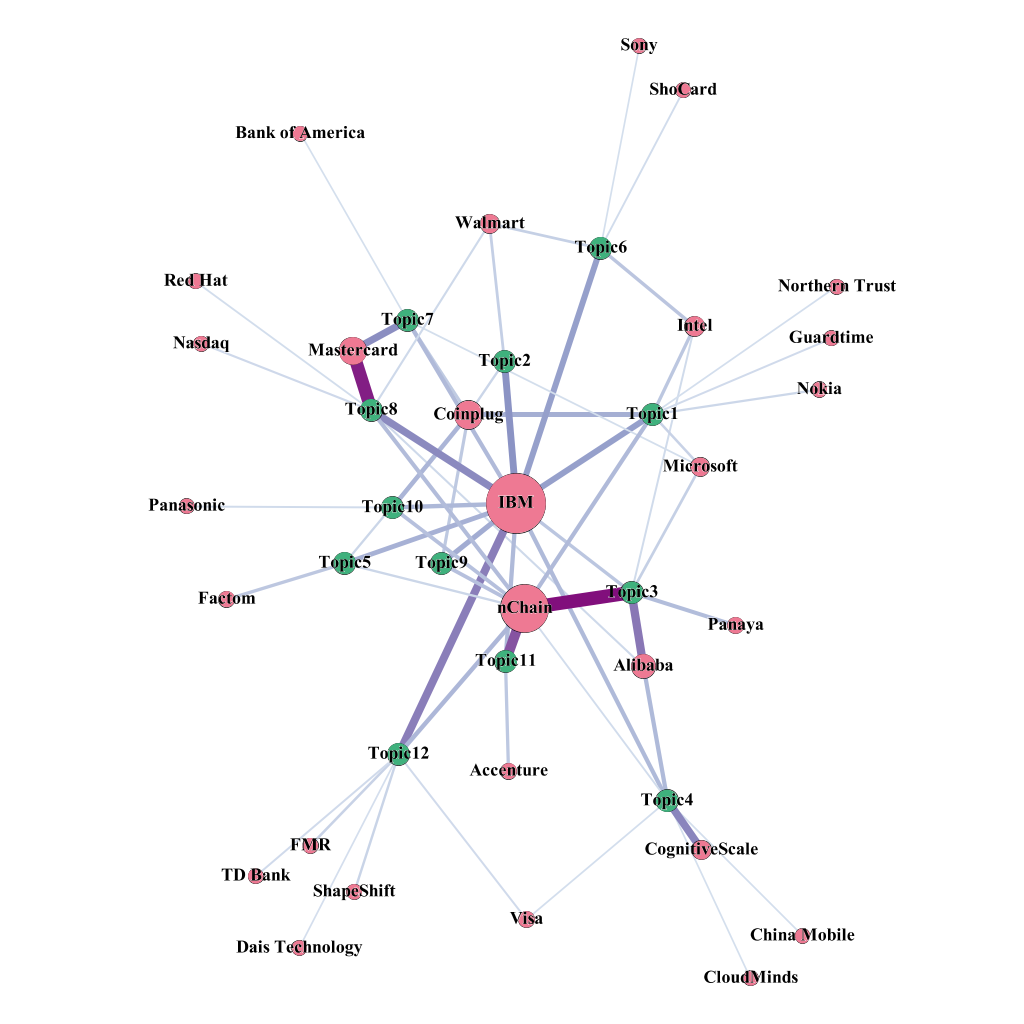 Sony
ShoCard
Bank of America
Walmart
Topic6
Red Hat
Northern Trust
Topic7
Intel
Guardtime
Nasdaq
Mastercard
Topic2
Nokia
Topic8
Coinplug
Topic1
Microsoft
IBM
Panasonic
Topic10
Topic5
Topic9
Topic3
Factom
nChain
Panaya
Topic11
Alibaba
Topic12
Accenture
Topic4
FMR
CognitiveScale
TD Bank
ShapeShift
Visa
China Mobile
Dais Technology
CloudMinds